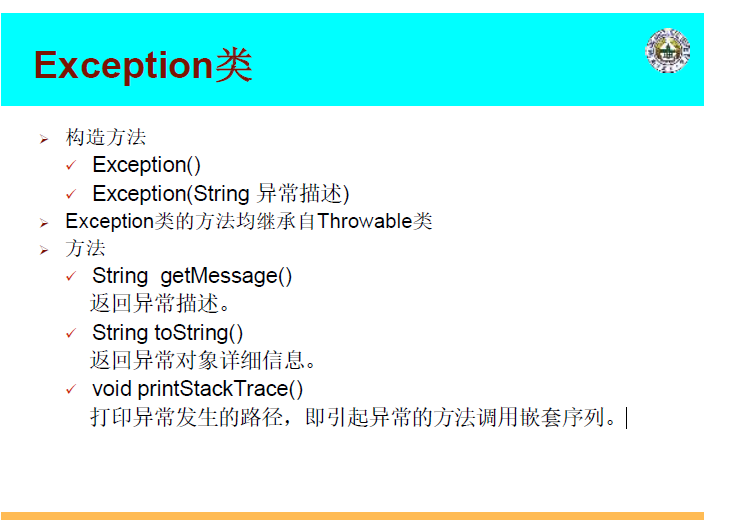 Exception类
构造方法
Exception()
Exception(String 异常描述)
Exception类的方法均继承自Throwable类
方法
String  getMessage()
返回异常描述。
String toString()
返回异常对象详细信息。
void printStackTrace()
打印异常发生的路径，即引起异常的方法调用嵌套序列。